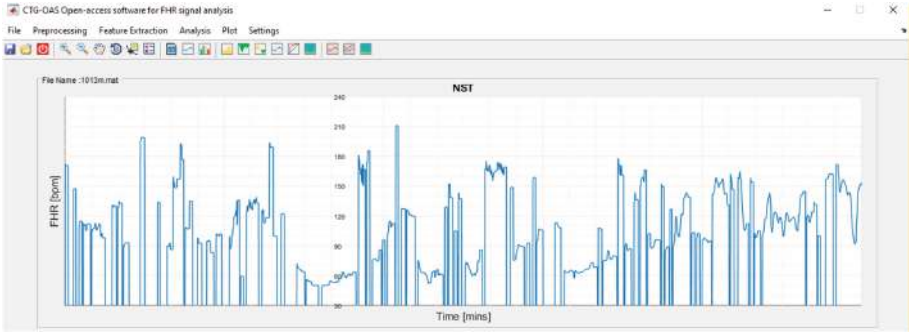 CTG-OAS Open-access software for FHR signal analysis
File Preprocessing Feature Extraction Analysis Plot Settings
File Name :1013m.mat
NST
240
210
180
150
120
90
60
30
FHR [bpm]
Time [mins]